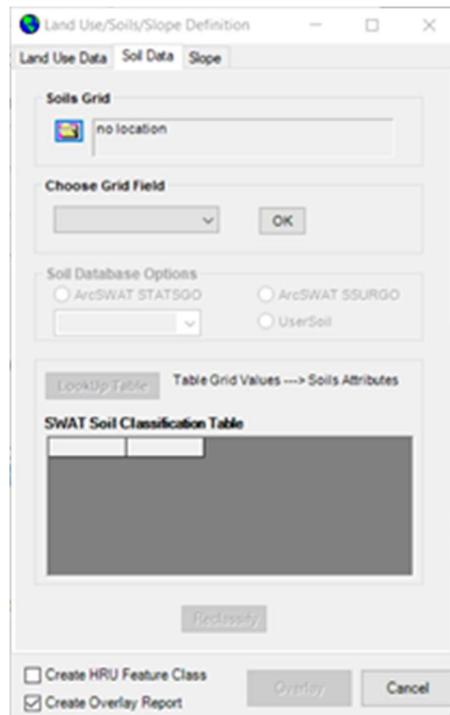 Land Use/Soils/Slope Definition
Land Use Data Soil Data Slope
Soils Grid
no location
Choose Grid Field
OK
Soil Database Options
ArcSWAT STATSGO ArcSWAT SSURGO
UserSoil
LookUp Table Table Grid Values ---> Soils Attributes
SWAT Soil Classification Table
Reclassify
Create HRU Feature Class
Create Overlay Report
Overlay Cancel